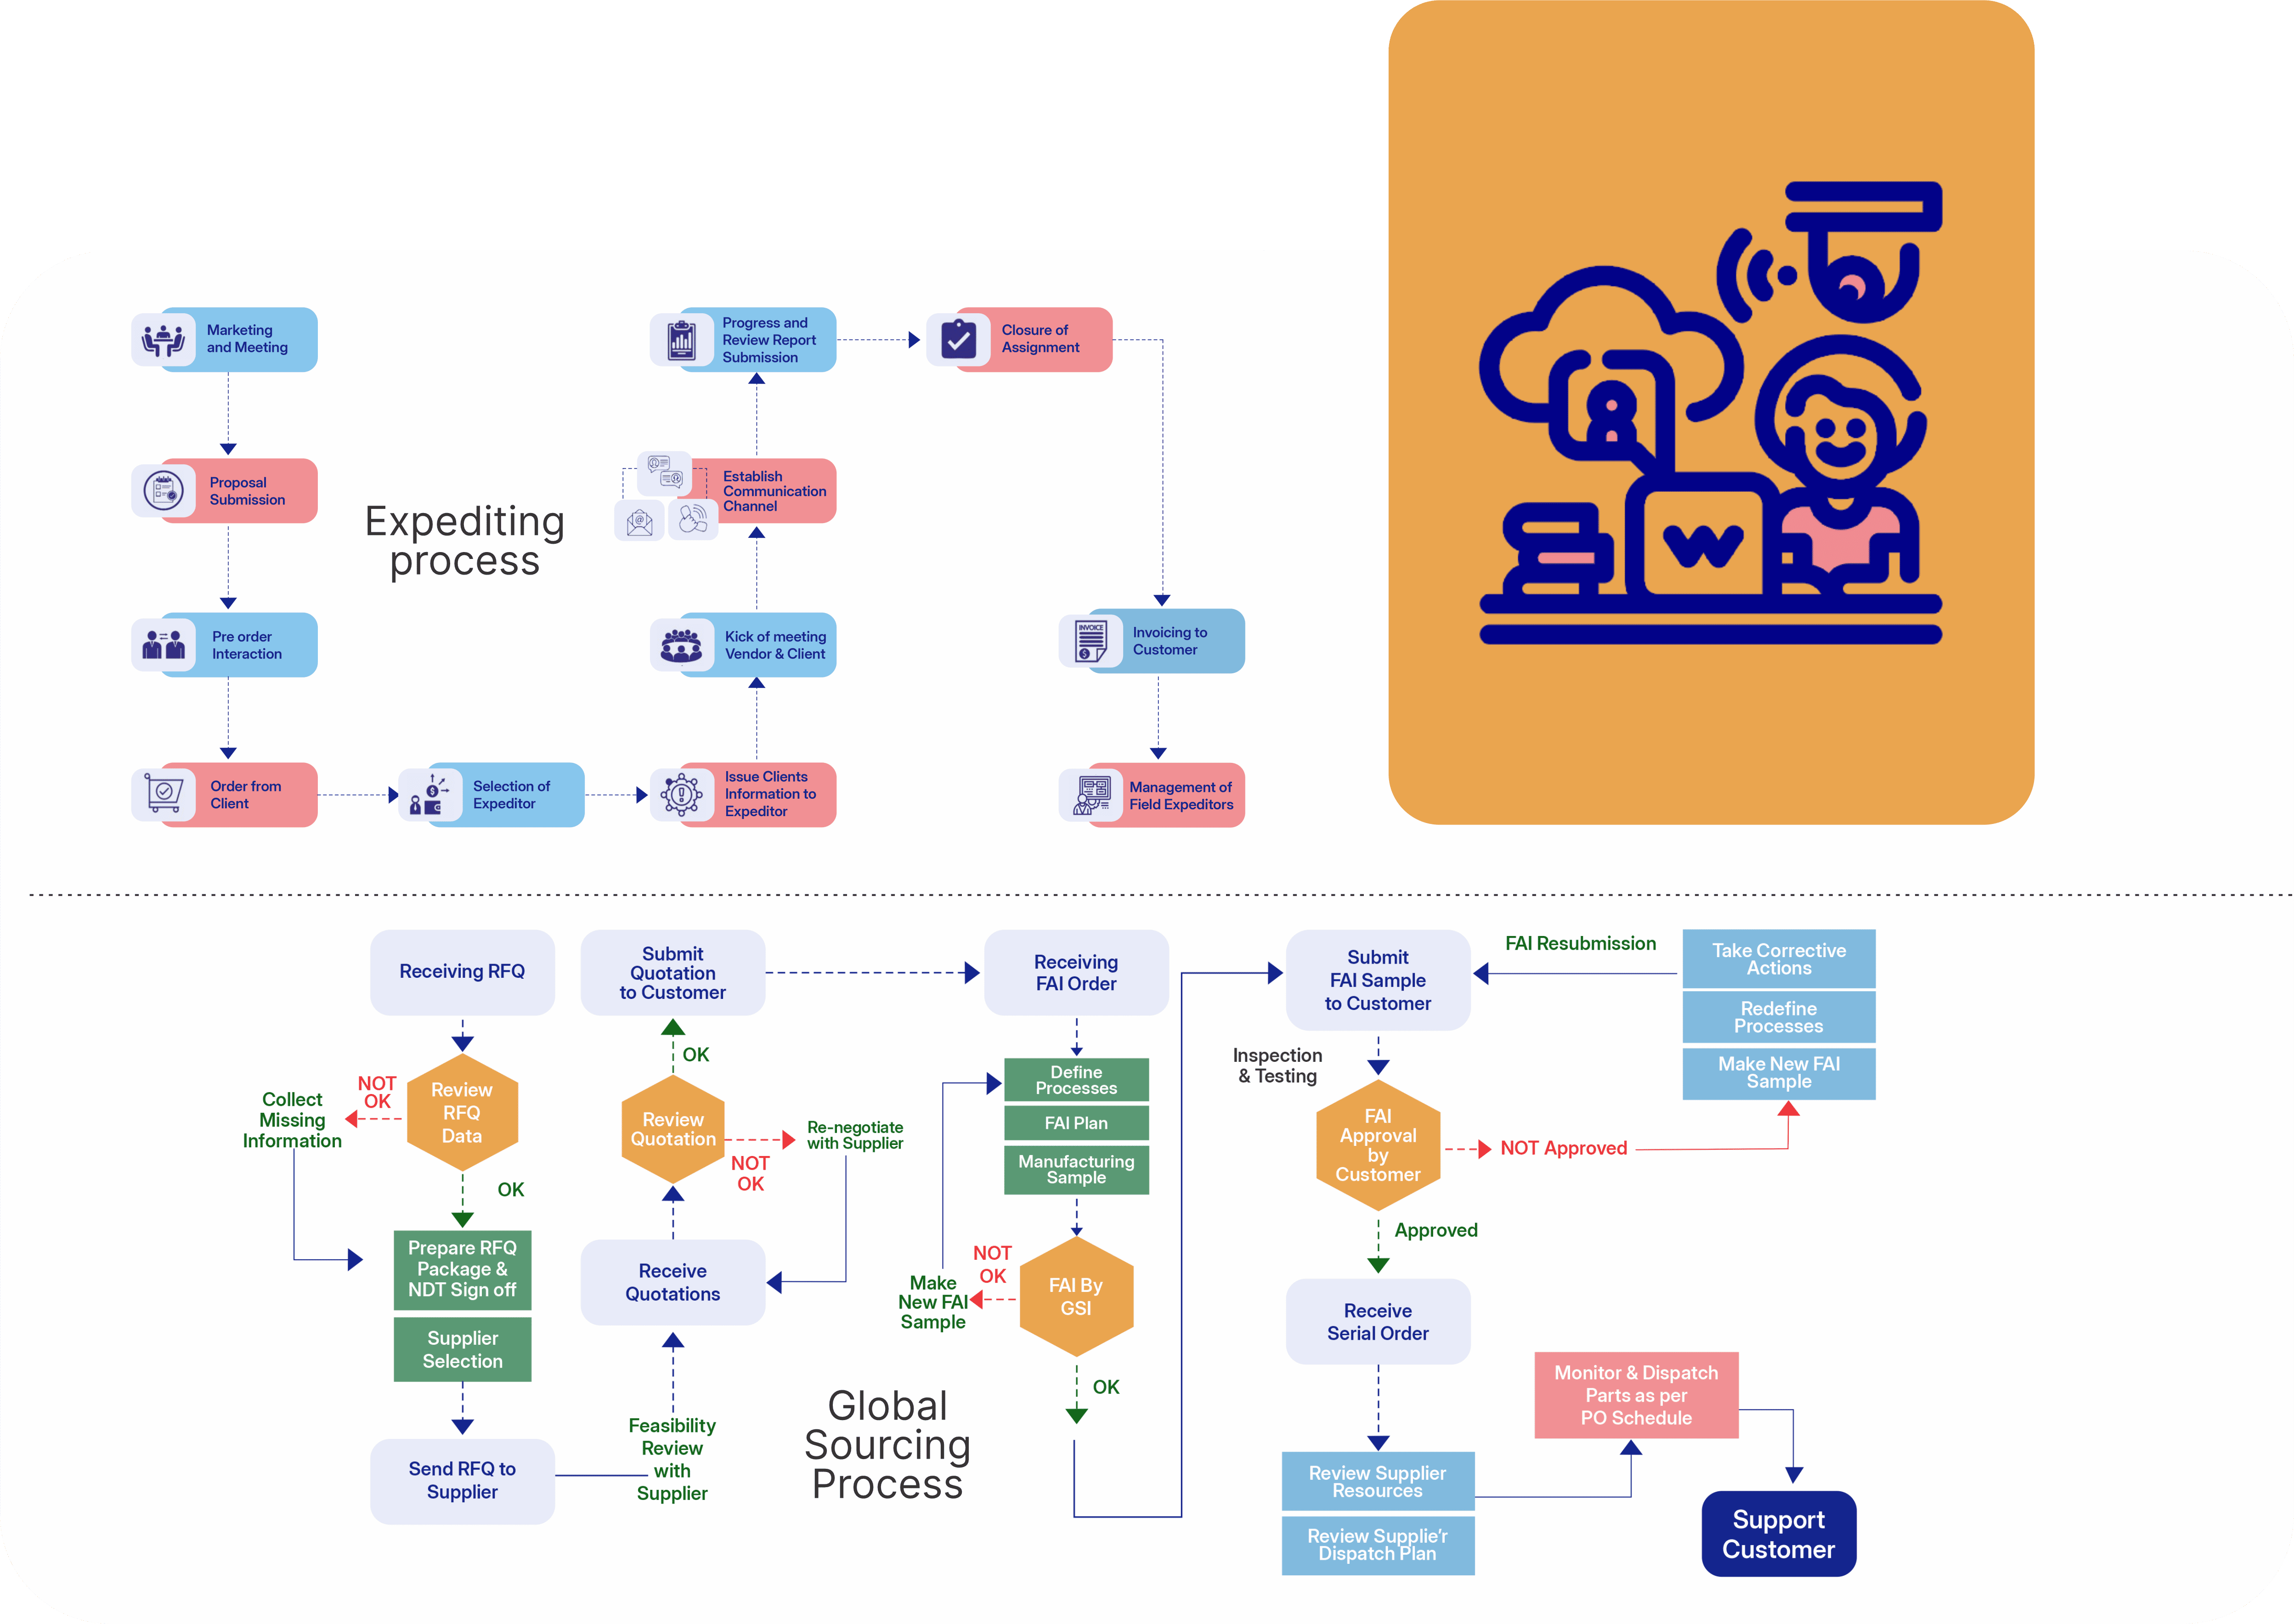 Marketing
and Meeting
Proposal
Submission
Pre order
Interaction
Order from
Client
Expediting
process
Selection of
Expeditor
Issue Clients
Information to
Expeditor
Kick of meeting
Vendor & Client
Establish
Communication
Channel
Progress and
Review Report
Submission
Closure of
Assignment
INVOICE
Invoicing to
Customer
Management of
Field Expeditors
W
Receiving RFQ
Review
RFQ
Data
NOT
OK
Collect
Missing
Information
OK
Prepare RFQ
Package &
NDT Sign off
Supplier
Selection
Send RFQ to
Supplier
Feasibility
Review
with
Supplier
Receive
Quotations
Review
Quotation
NOT
OK
Re-negotiate
with Supplier
OK
Submit
Quotation
to Customer
Global
Sourcing
Process
Receiving
FAI Order
Define
Processes
FAI Plan
Manufacturing
Sample
FAI By
GSI
NOT
OK
Make
New FAI
Sample
OK
Submit
FAI Sample
to Customer
Inspection
& Testing
FAI
Approval
by
Customer
NOT Approved
Make New FAI
Sample
Redefine
Processes
Take Corrective
Actions
FAI Resubmission
Approved
Receive
Serial Order
Review Supplier
Resources
Review Supplie'r
Dispatch Plan
Monitor & Dispatch
Parts as per
PO Schedule
Support
Customer